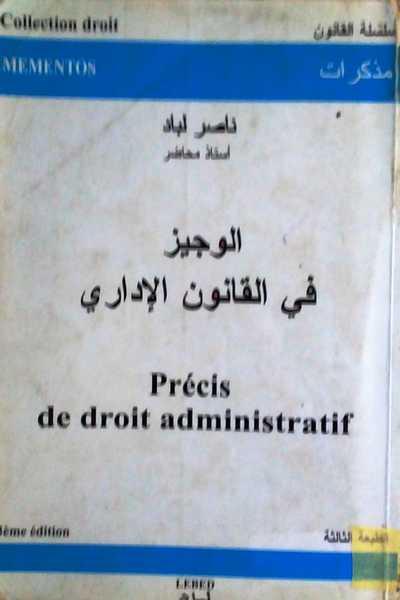 Collection droit
سلسلة القانون
MEMENTOS
مذكرات
ناصر لباد
أستاذ محاضر
الوجيز
في القانون الإداري
Précis
de droit administratif
3ème édition
الطبعة الثالثة
LEBED
لباد